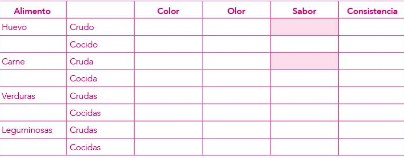 Alimento Color Olor Sabor Consistencia
Huevo Crudo
Cocido
Carne Cruda
Cocida
Verduras Crudas
Cocidas
Leguminosas Crudas
Cocidas